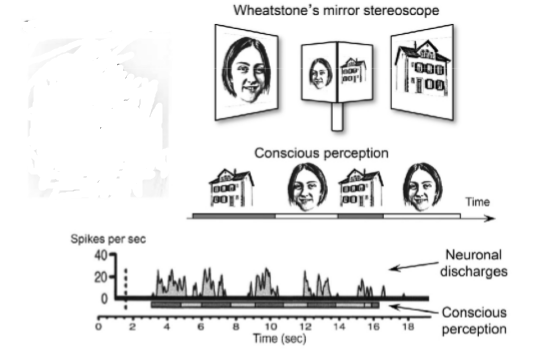 Wheatstone's mirror stereoscope
Conscious perception
Time
Spikes per sec
40
20
0
Neuronal
discharges
Conscious
perception
0 2 4 6 8 10 12 14 16 18
Time (sec)